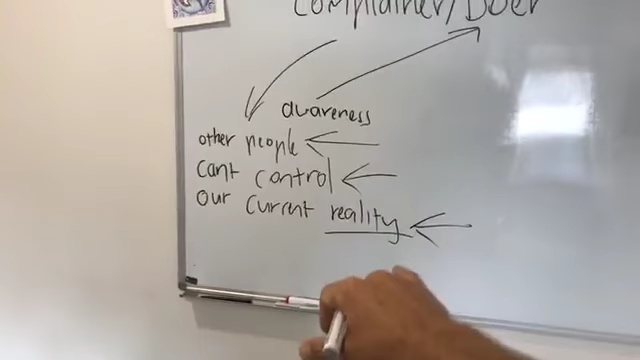 complainer/Doer
awareness
other people
cant control
our current reality